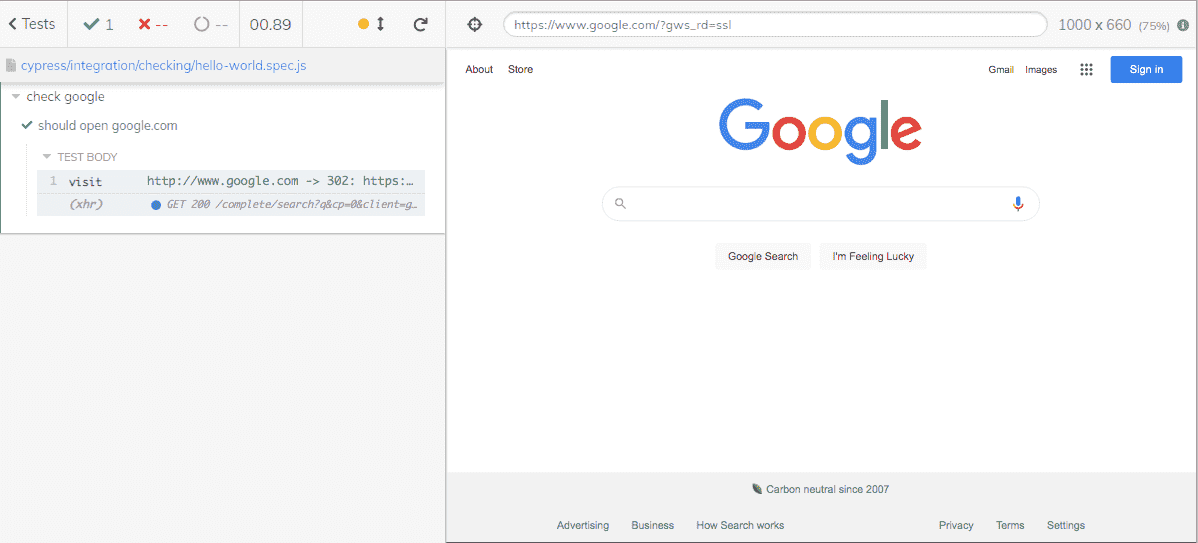 Tests 1 -- -- 00.89
https://www.google.com/?gws_rd=ssl 1000 x 660 (75%)
cypress/integration/checking/hello-world.spec.js
check google
should open google.com
TEST BODY
1 visit http://www.google.com -> 302: https:…
(xhr) GET 200 /complete/search?q&cp=0&client=g…
About Store Gmail Images Sign in
Google
Google Search I'm Feeling Lucky
Carbon neutral since 2007
Advertising Business How Search works Privacy Terms Settings